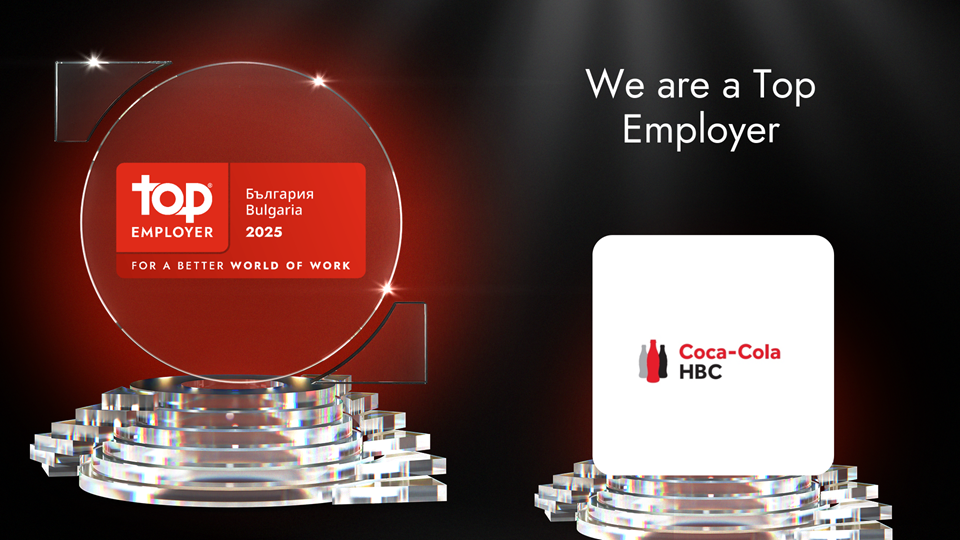 top®
EMPLOYER
България
Bulgaria
2025
FOR A BETTER WORLD OF WORK
We are a Top
Employer
Coca-Cola
HBC